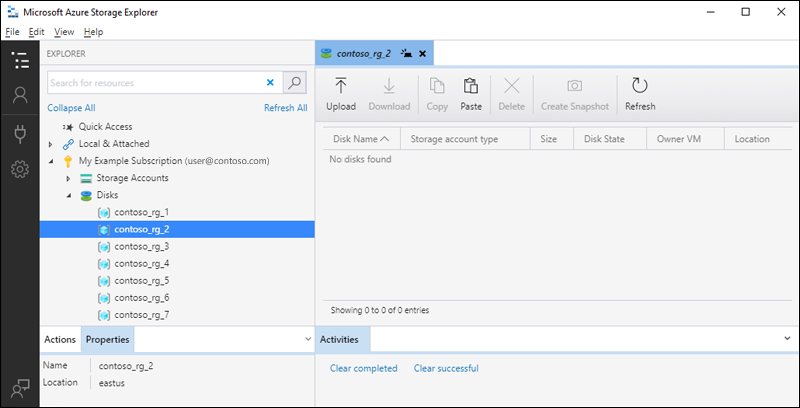 Microsoft Azure Storage Explorer
File Edit View Help
EXPLORER
Search for resources
Collapse All Refresh All
Quick Access
Local & Attached
My Example Subscription (user@contoso.com)
Storage Accounts
Disks
contoso_rg_1
contoso_rg_2
contoso_rg_3
contoso_rg_4
contoso_rg_5
contoso_rg_6
contoso_rg_7
Actions Properties
Name contoso_rg_2
Location eastus
contoso_rg_2
Upload Download Copy Paste Delete Create Snapshot Refresh
Disk Name Storage account type Size Disk State Owner VM Location
No disks found
Showing 0 to 0 of 0 entries
Activities
Clear completed Clear successful